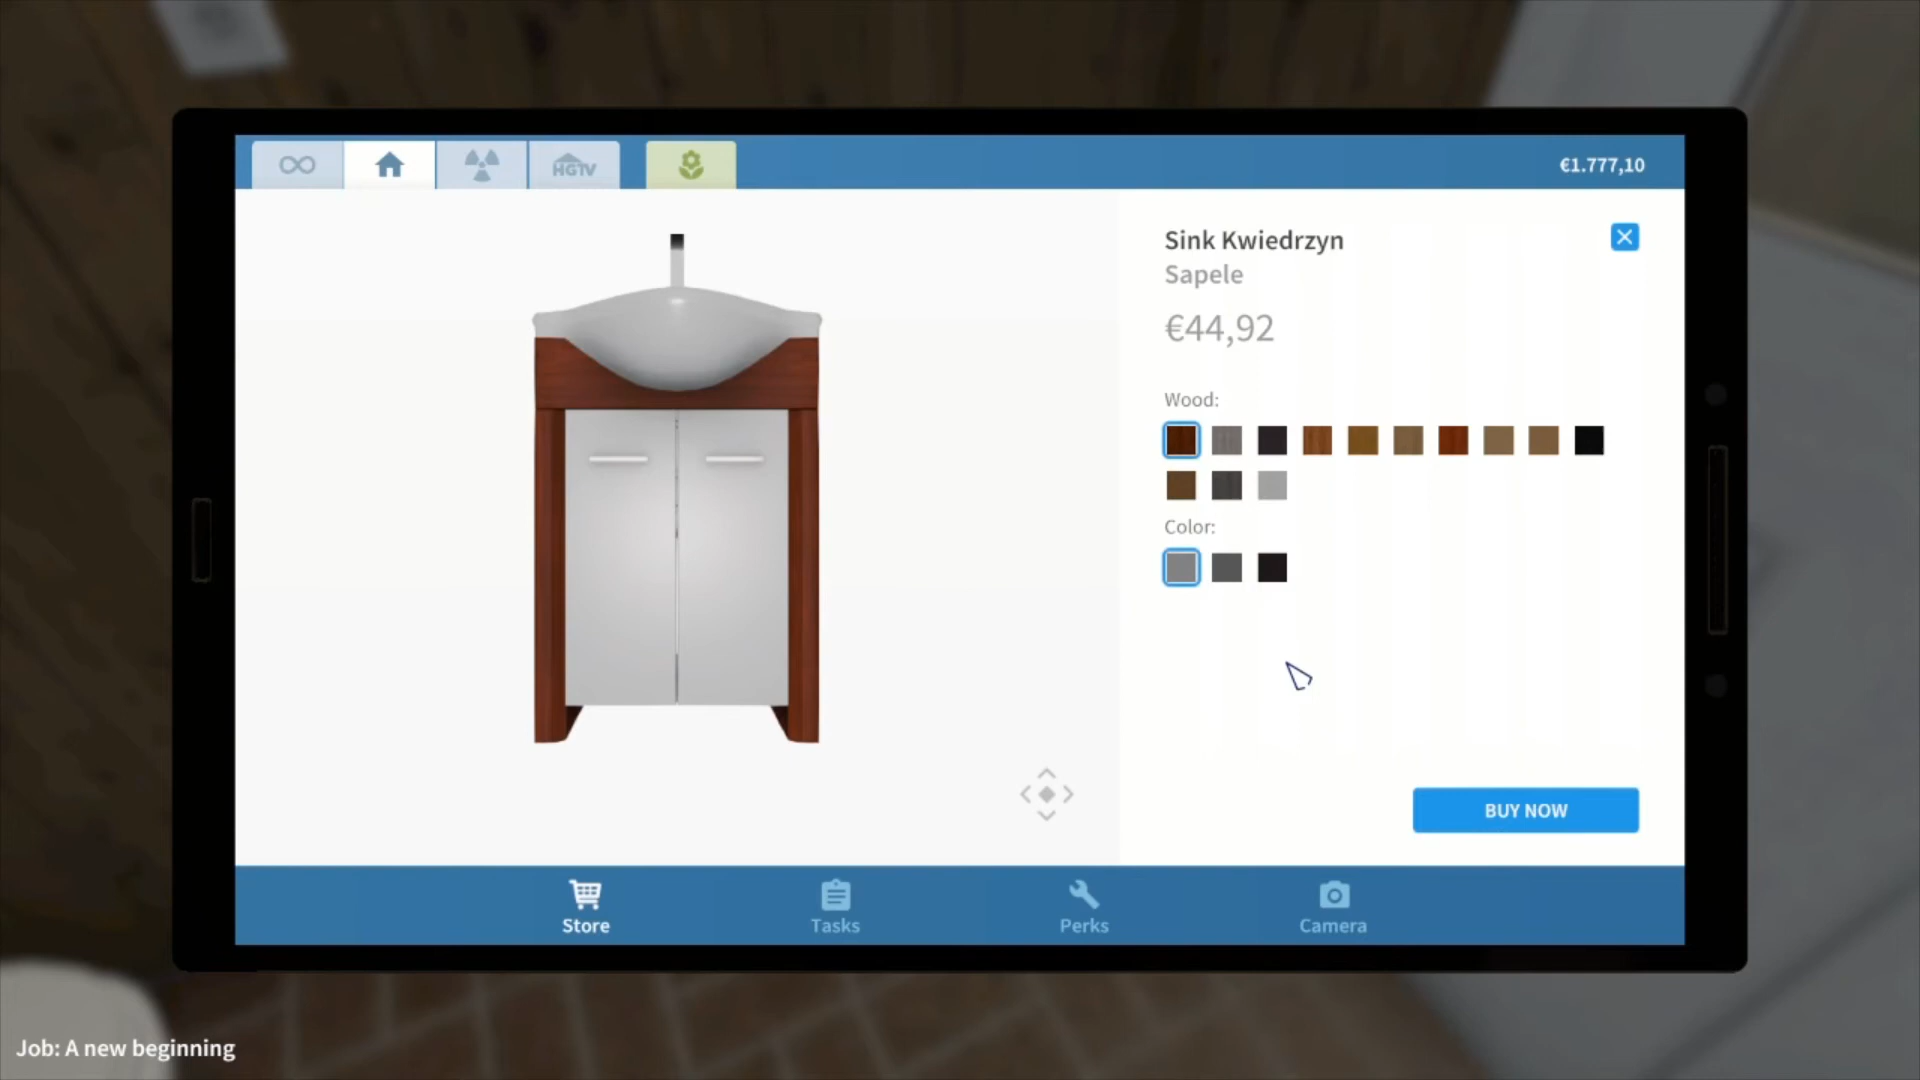 HGTV
€1.777,10
Sink Kwiedrzyn
Sapele
€44,92
Wood:
Color:
BUY NOW
Store
Tasks
Perks
Camera
Job: A new beginning